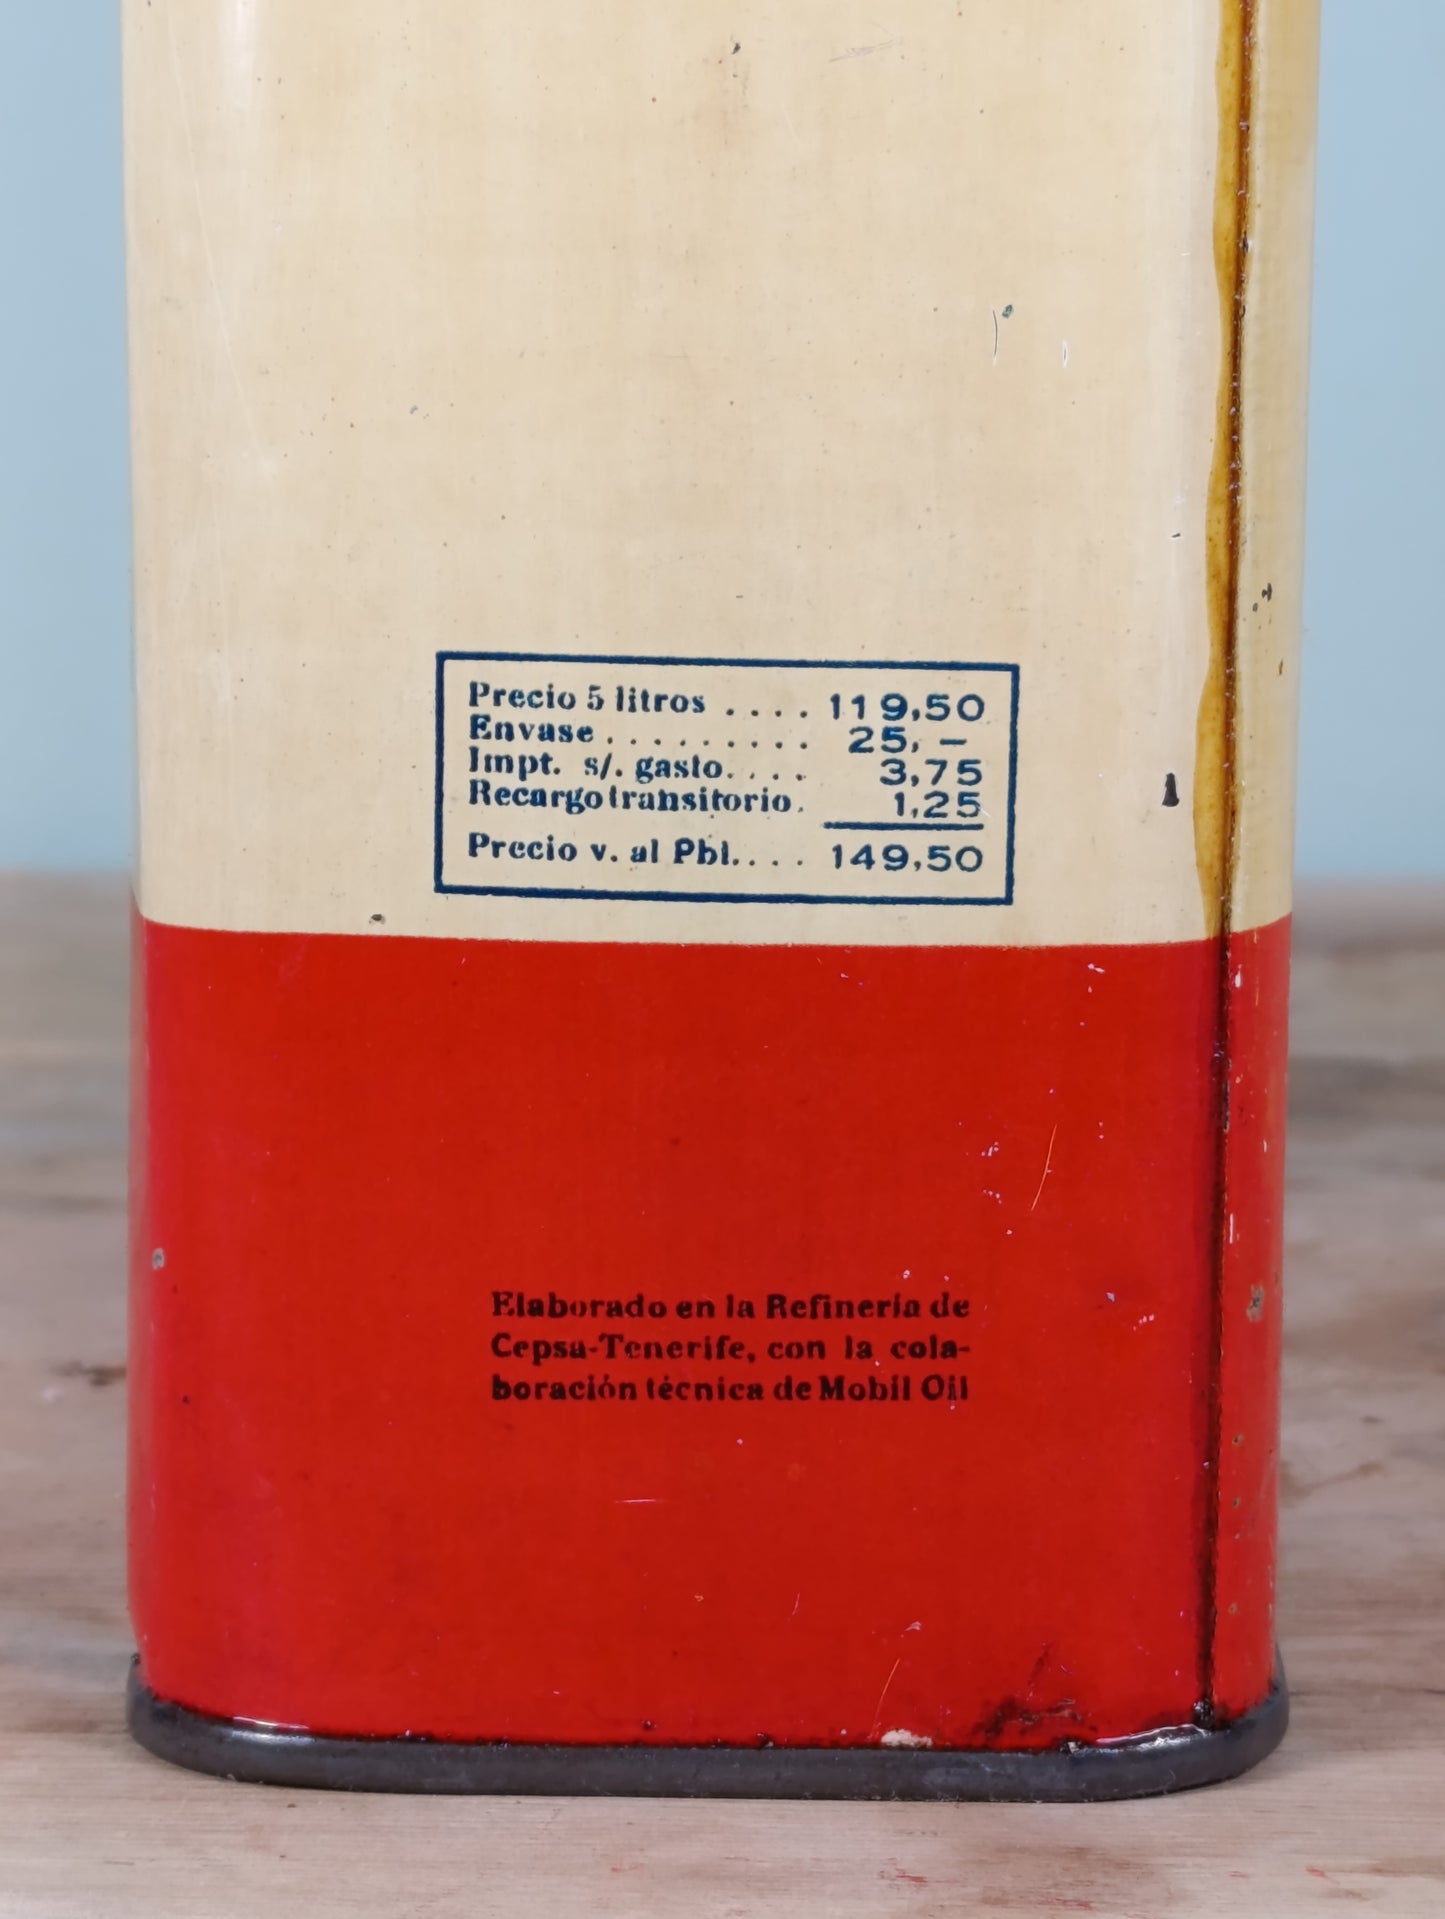 Precio 5 litros .... 119,50
Envase ......... 25,—
Impt. s/. gasto.... 3,75
Recargo transitorio. 1,25
Precio v. al Pbl.... 149,50
Elaborado en la Refinería de
Cepsa-Tenerife, con la cola-
boración técnica de Mobil Oil